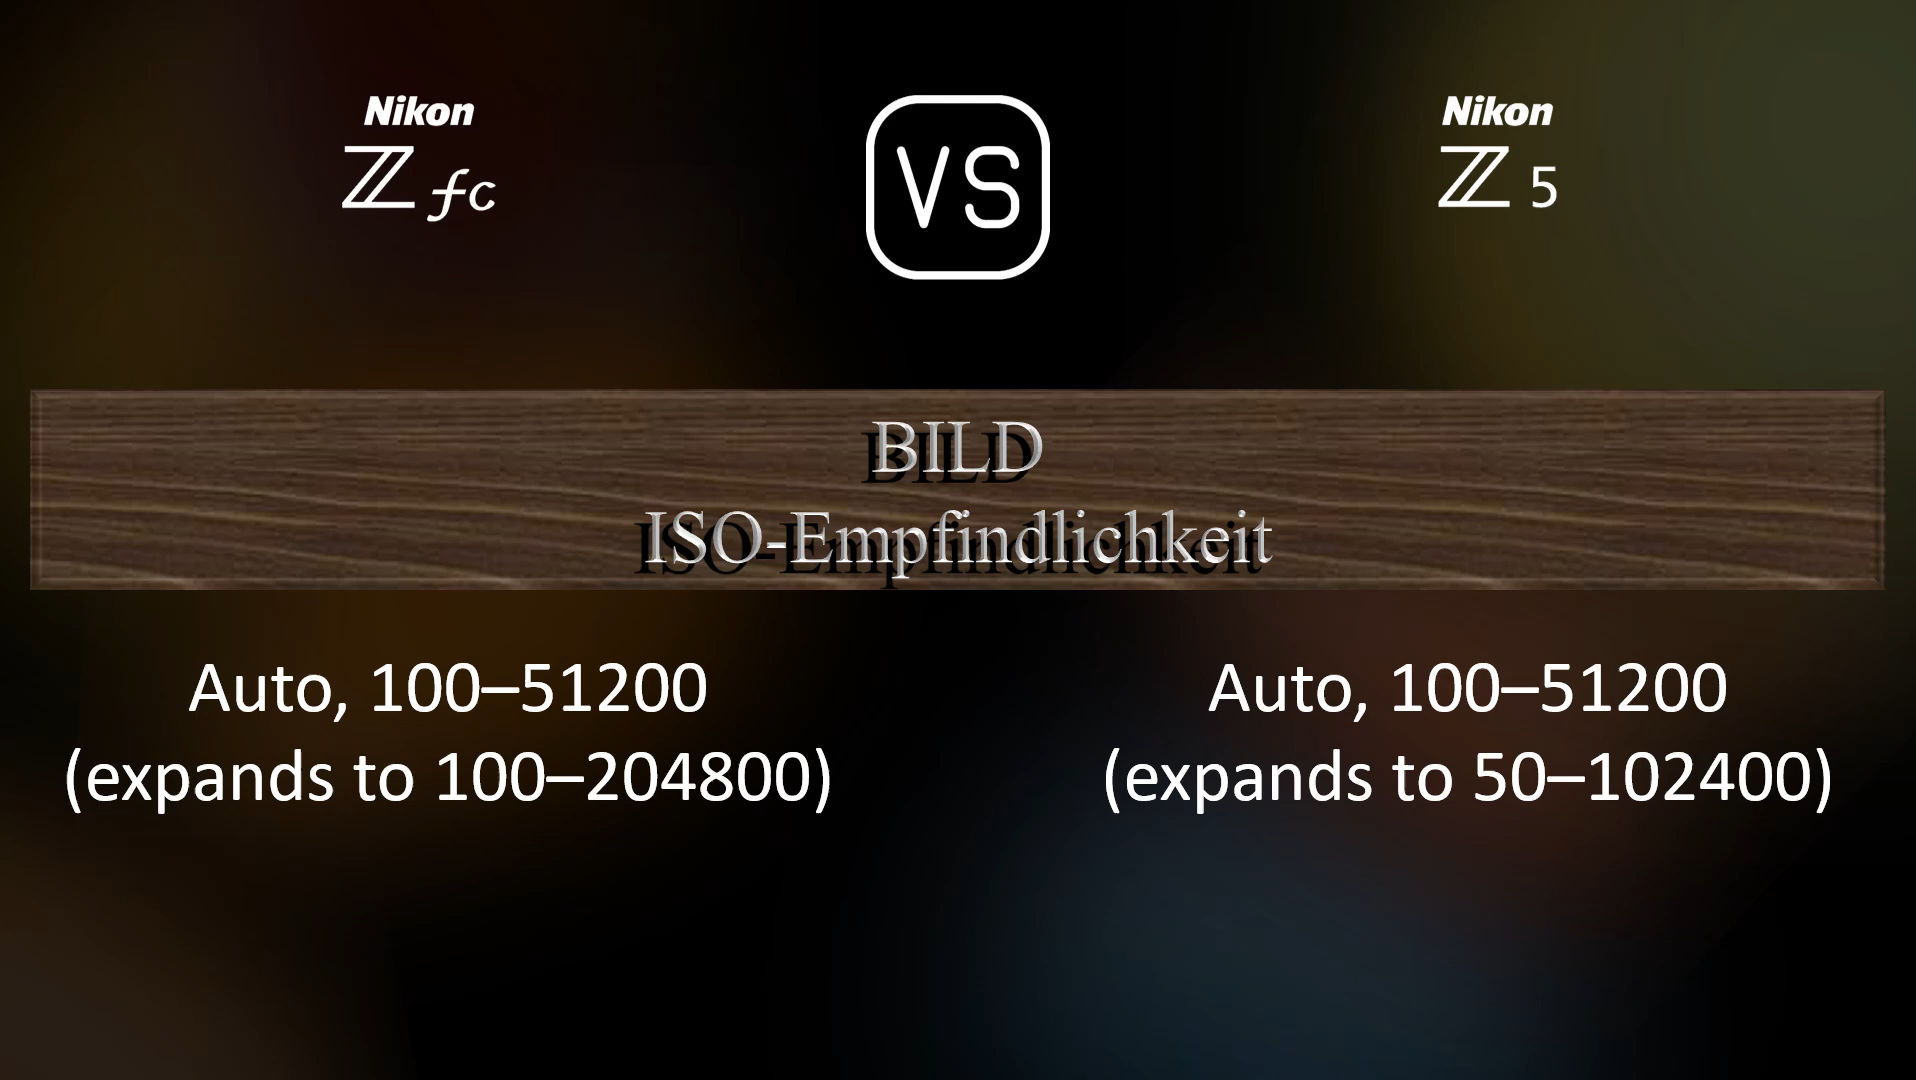 Nikon
Z fc
VS
Nikon
Z 5
BILD
ISO-Empfindlichkeit
Auto, 100–51200
(expands to 100–204800)
Auto, 100–51200
(expands to 50–102400)